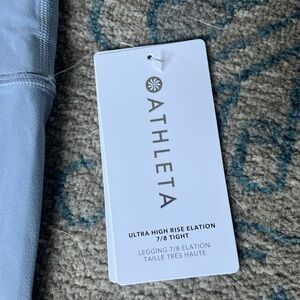 ATHLETA
ULTRA HIGH RISE ELATION
7/8 TIGHT
LEGGING 7/8 ELATION
TAILLE TRÈS HAUTE